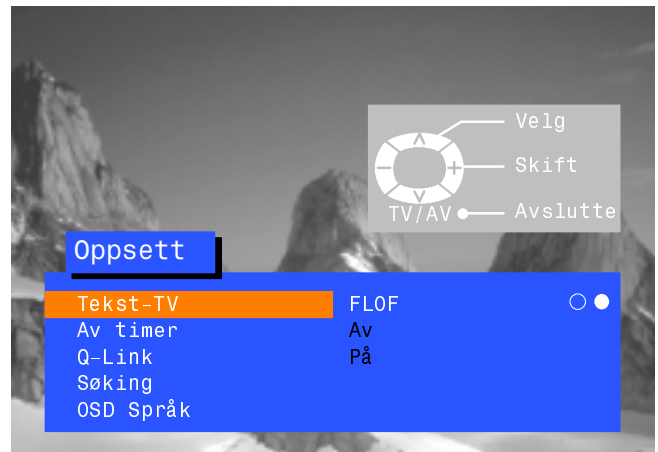 Velg
Skift
TV/AV Avslutte
Oppsett
Tekst-TV FLOF
Av timer Av
Q-Link På
Søking
OSD Språk